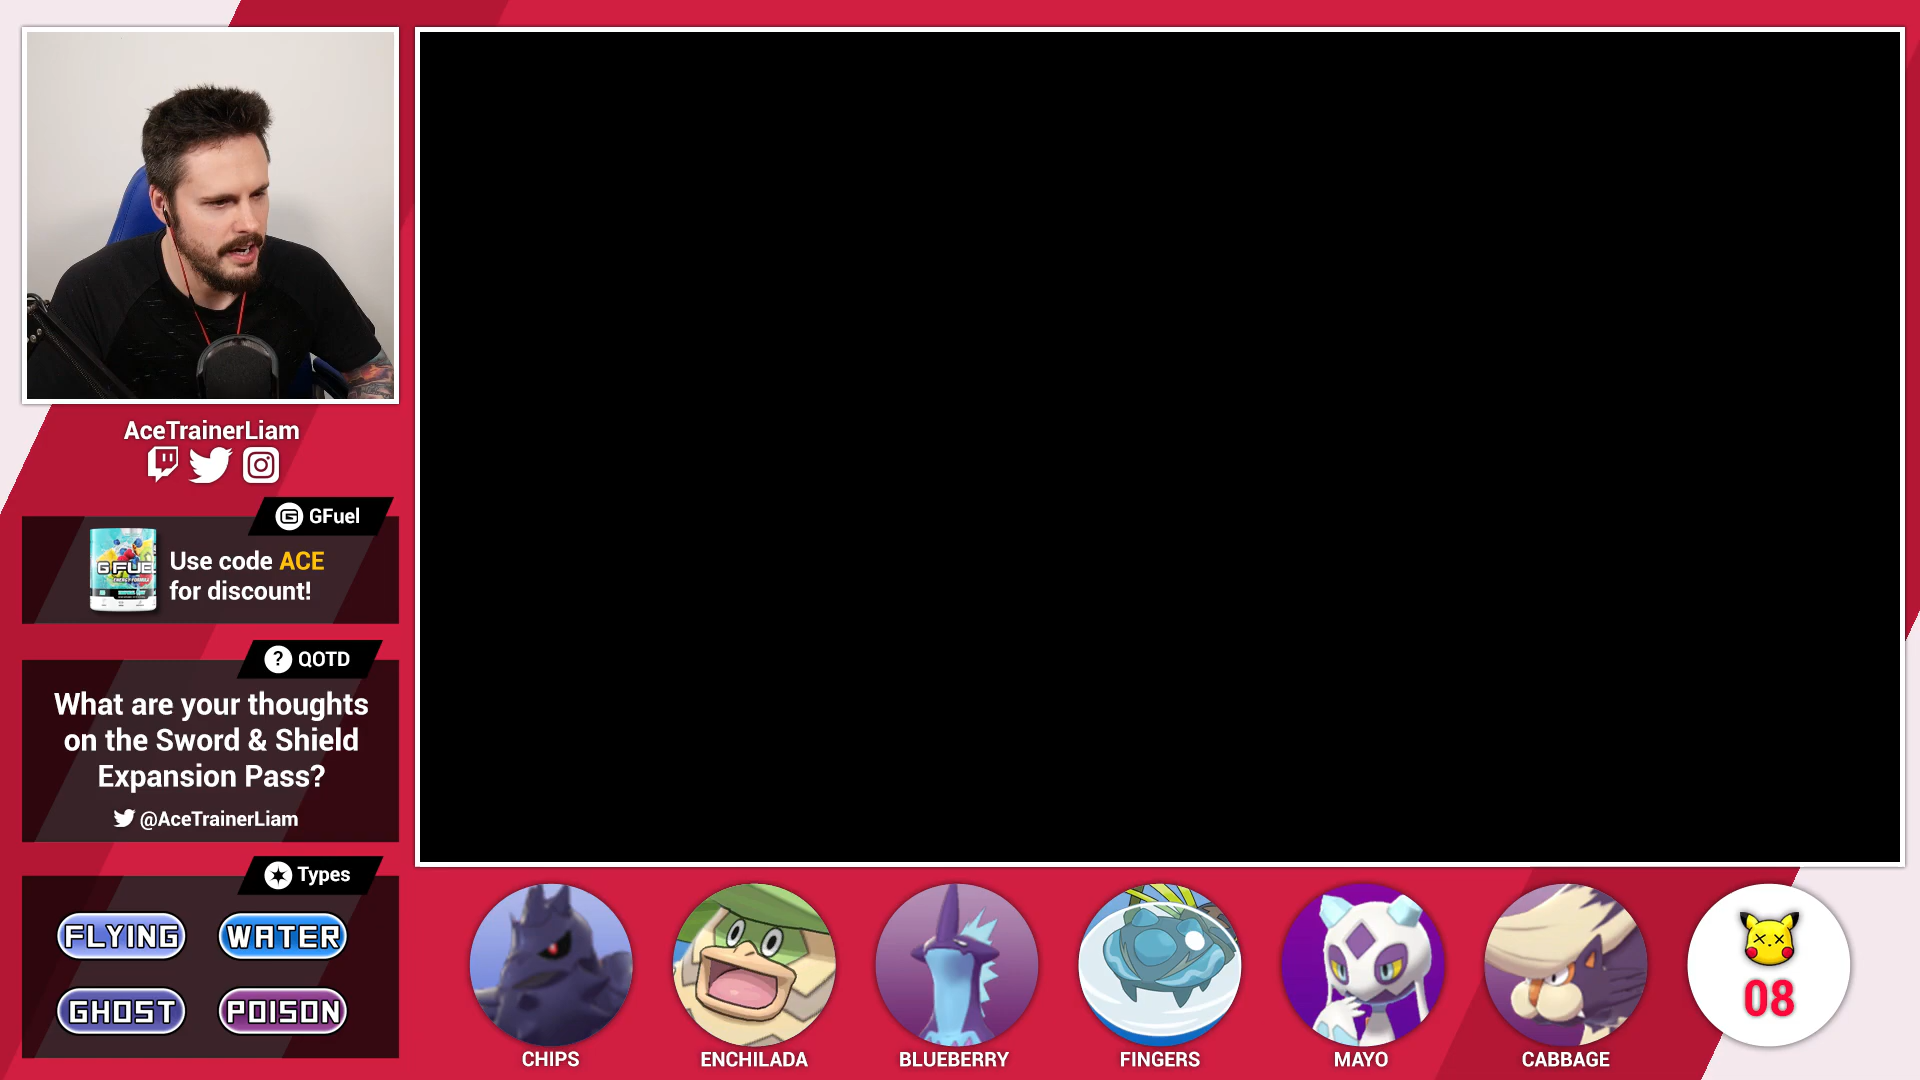 AceTrainerLiam
GFuel
G FUEL
Use code ACE
for discount!
? QOTD
What are your thoughts
on the Sword & Shield
Expansion Pass?
@AceTrainerLiam
Types
FLYING
WATER
GHOST
POISON
CHIPS
ENCHILADA
BLUEBERRY
FINGERS
MAYO
CABBAGE
08